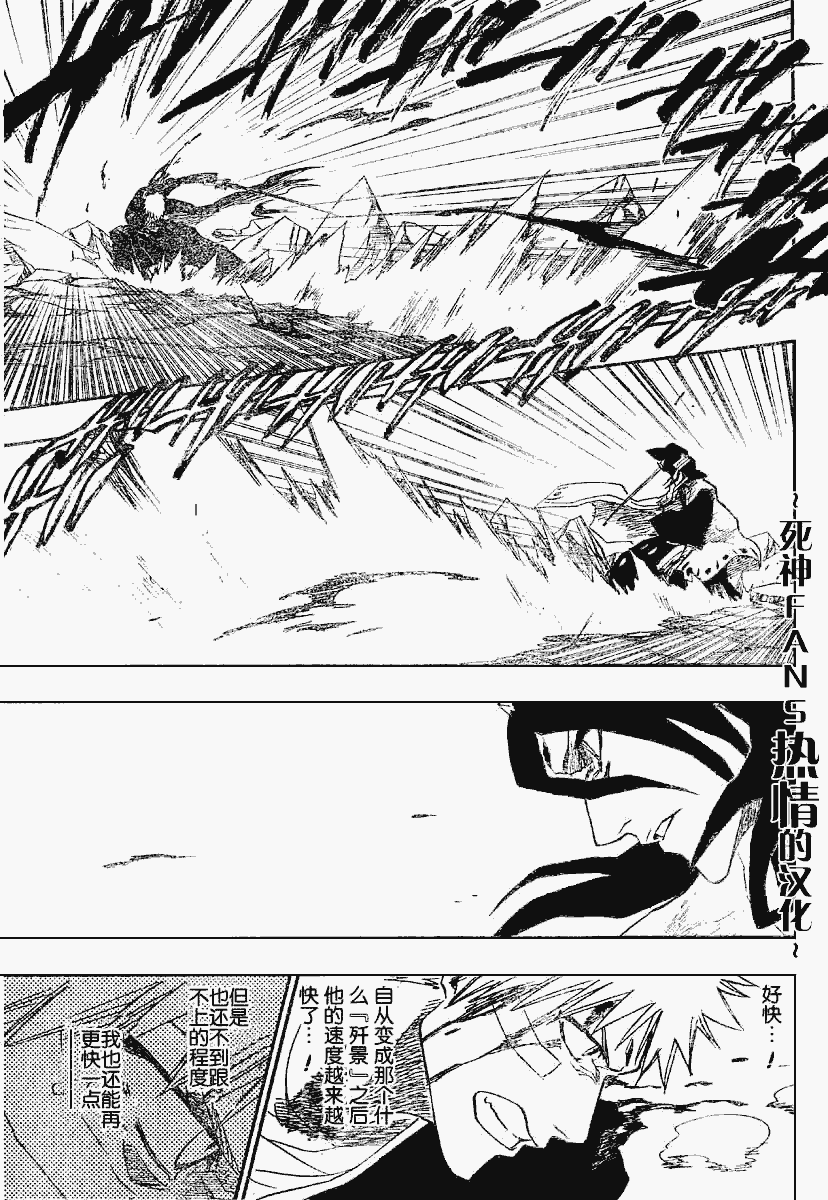 ~死神FANS热情的汉化~
好快…!
自从变成那个什
么『歼景』之后
他的速度越来越
快了…!
但是
也还不到跟
不上的程度
我也还能再
更快一点
——